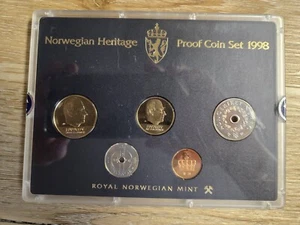 Norwegian Heritage Proof Coin Set 1998
ROYAL NORWEGIAN MINT